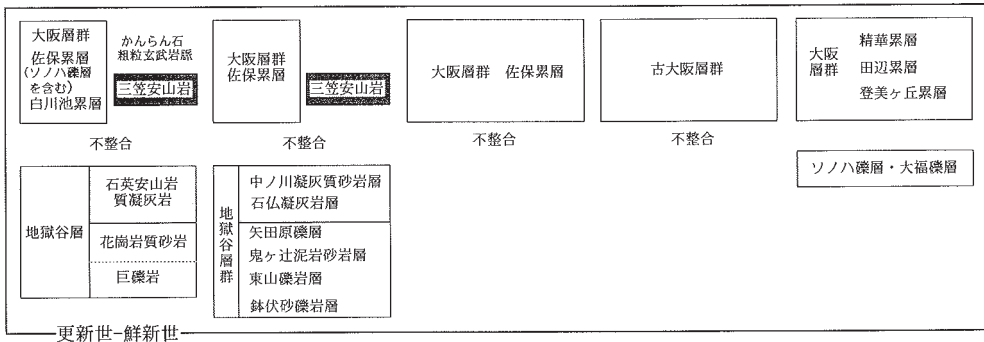 大阪層群
佐保累層
(ソノハ礫層
を含む)
白川池累層
かんらん石
粗粒玄武岩脈
三笠安山岩
大阪層群
佐保累層
三笠安山岩
大阪層群 佐保累層
古大阪層群
大阪
層群
精華累層
田辺累層
登美ヶ丘累層
不整合
不整合
不整合
不整合
ソノハ礫層・大福礫層
地獄谷層
石英安山岩
質凝灰岩
花崗岩質砂岩
巨礫岩
地獄谷層群
中ノ川凝灰質砂岩層
石仏凝灰岩層
矢田原礫層
鬼ヶ辻泥岩砂岩層
東山礫岩層
鉢伏砂礫岩層
更新世-鮮新世